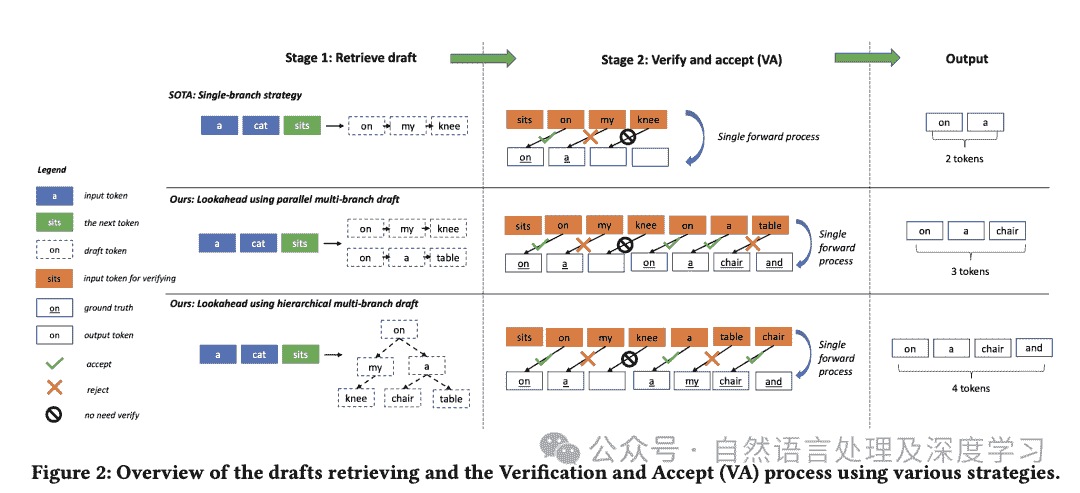 Stage 1: Retrieve draft
Stage 2: Verify and accept (VA)
Output
SOTA: Single-branch strategy
a cat sits
on my knee
sits on my knee
on a
Single forward process
on a
2 tokens
Legend
a input token
sits the next token
on draft token
sits input token for verifying
on ground truth
on output token
accept
reject
no need verify
Ours: Lookahead using parallel multi-branch draft
a cat sits
on my knee
on a table
sits on my knee on a table
on a on a chair and
Single
forward
process
on a chair
3 tokens
Ours: Lookahead using hierarchical multi-branch draft
a cat sits
on
my a
knee chair table
sits on my knee a table chair
on a a my chair and
Single
forward
process
on a chair and
4 tokens
公众号 · 自然语言处理及深度学习
Figure 2: Overview of the drafts retrieving and the Verification and Accept (VA) process using various strategies.